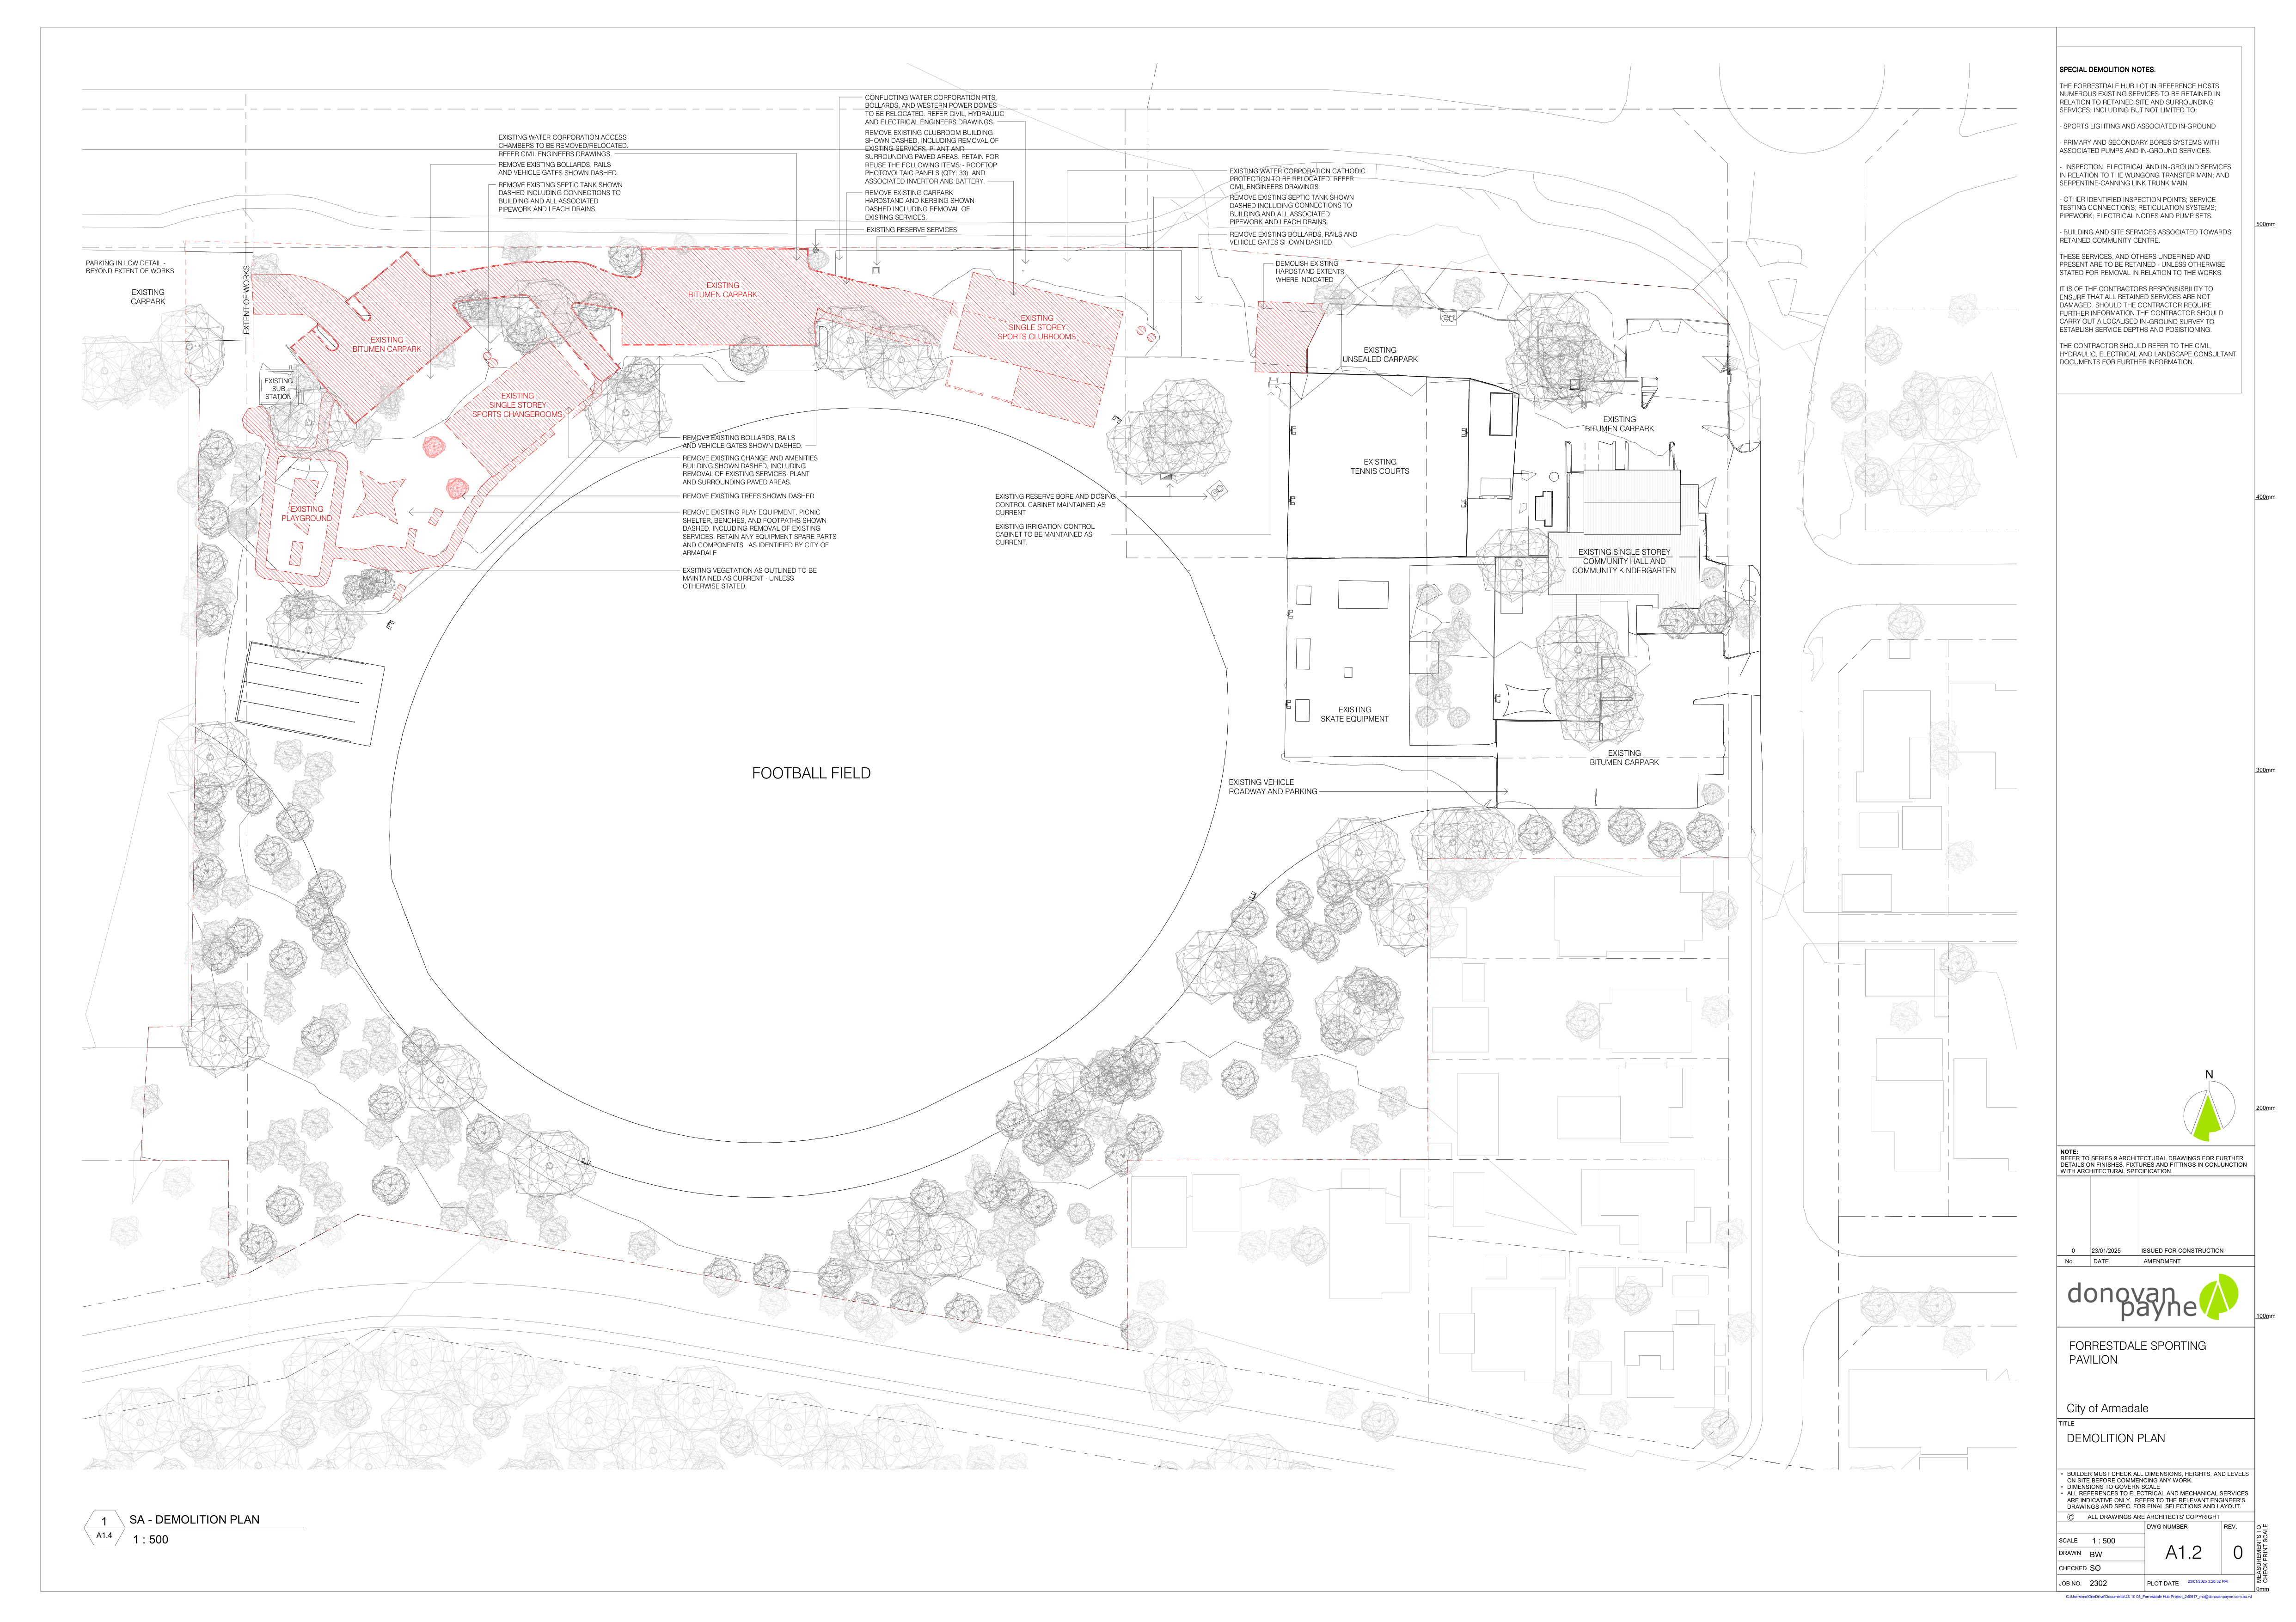 CONFLICTING WATER CORPORATION PITS,
BOLLARDS, AND WESTERN POWER DOMES
TO BE RELOCATED. REFER CIVIL, HYDRAULIC
AND ELECTRICAL ENGINEERS DRAWINGS.
REMOVE EXISTING CLUBROOM BUILDING
SHOWN DASHED, INCLUDING REMOVAL OF
EXISTING SERVICES, PLANT AND
SURROUNDING PAVED AREAS. RETAIN FOR
REUSE THE FOLLOWING ITEMS:- ROOFTOP
PHOTOVOLTAIC PANELS (QTY: 33), AND
ASSOCIATED INVERTOR AND BATTERY.
REMOVE EXISTING CARPARK
HARDSTAND AND KERBING SHOWN
DASHED INCLUDING REMOVAL OF
EXISTING SERVICES.
EXISTING RESERVE SERVICES
EXISTING WATER CORPORATION ACCESS
CHAMBERS TO BE REMOVED/RELOCATED.
REFER CIVIL ENGINEERS DRAWINGS.
REMOVE EXISTING BOLLARDS, RAILS
AND VEHICLE GATES SHOWN DASHED.
REMOVE EXISTING SEPTIC TANK SHOWN
DASHED INCLUDING CONNECTIONS TO
BUILDING AND ALL ASSOCIATED
PIPEWORK AND LEACH DRAINS.
EXISTING WATER CORPORATION CATHODIC
PROTECTION TO BE RELOCATED. REFER
CIVIL ENGINEERS DRAWINGS
REMOVE EXISTING SEPTIC TANK SHOWN
DASHED INCLUDING CONNECTIONS TO
BUILDING AND ALL ASSOCIATED
PIPEWORK AND LEACH DRAINS.
REMOVE EXISTING BOLLARDS, RAILS AND
VEHICLE GATES SHOWN DASHED.
DEMOLISH EXISTING
HARDSTAND EXTENTS
WHERE INDICATED
PARKING IN LOW DETAIL -
BEYOND EXTENT OF WORKS
EXISTING
CARPARK
EXTENT OF WORKS
EXISTING
BITUMEN CARPARK
EXISTING
BITUMEN CARPARK
EXISTING
SINGLE STOREY
SPORTS CLUBROOMS
EXISTING
SUB
STATION
EXISTING
SINGLE STOREY
SPORTS CHANGEROOMS
EXISTING
PLAYGROUND
EXISTING
UNSEALED CARPARK
EXISTING
BITUMEN CARPARK
EXISTING
TENNIS COURTS
REMOVE EXISTING BOLLARDS, RAILS
AND VEHICLE GATES SHOWN DASHED.
REMOVE EXISTING CHANGE AND AMENITIES
BUILDING SHOWN DASHED, INCLUDING
REMOVAL OF EXISTING SERVICES, PLANT
AND SURROUNDING PAVED AREAS.
REMOVE EXISTING TREES SHOWN DASHED
REMOVE EXISTING PLAY EQUIPMENT, PICNIC
SHELTER, BENCHES, AND FOOTPATHS SHOWN
DASHED, INCLUDING REMOVAL OF EXISTING
SERVICES. RETAIN ANY EQUIPMENT SPARE PARTS
AND COMPONENTS AS IDENTIFIED BY CITY OF
ARMADALE
EXSITING VEGETATION AS OUTLINED TO BE
MAINTAINED AS CURRENT - UNLESS
OTHERWISE STATED.
EXISTING RESERVE BORE AND DOSING
CONTROL CABINET MAINTAINED AS
CURRENT
EXISTING IRRIGATION CONTROL
CABINET TO BE MAINTAINED AS
CURRENT.
EXISTING SINGLE STOREY
COMMUNITY HALL AND
COMMUNITY KINDERGARTEN
EXISTING
SKATE EQUIPMENT
EXISTING
BITUMEN CARPARK
EXISTING VEHICLE
ROADWAY AND PARKING
FOOTBALL FIELD
1
A1.4
SA - DEMOLITION PLAN
1 : 500
SPECIAL DEMOLITION NOTES.
THE FORRESTDALE HUB LOT IN REFERENCE HOSTS
NUMEROUS EXISTING SERVICES TO BE RETAINED IN
RELATION TO RETAINED SITE AND SURROUNDING
SERVICES, INCLUDING BUT NOT LIMITED TO:
- SPORTS LIGHTING AND ASSOCIATED IN-GROUND
- PRIMARY AND SECONDARY BORES SYSTEMS WITH
ASSOCIATED PUMPS AND IN-GROUND SERVICES.
- INSPECTION, ELECTRICAL AND IN-GROUND SERVICES
IN RELATION TO THE WUNGONG TRANSFER MAIN; AND
SERPENTINE-CANNING LINK TRUNK MAIN.
- OTHER IDENTIFIED INSPECTION POINTS; SERVICE
TESTING CONNECTIONS; RETICULATION SYSTEMS;
PIPEWORK; ELECTRICAL NODES AND PUMP SETS.
- BUILDING AND SITE SERVICES ASSOCIATED TOWARDS
RETAINED COMMUNITY CENTRE.
THESE SERVICES, AND OTHERS UNDEFINED AND
PRESENT ARE TO BE RETAINED - UNLESS OTHERWISE
STATED FOR REMOVAL IN RELATION TO THE WORKS.
IT IS OF THE CONTRACTORS RESPONSISBILITY TO
ENSURE THAT ALL RETAINED SERVICES ARE NOT
DAMAGED. SHOULD THE CONTRACTOR REQUIRE
FURTHER INFORMATION THE CONTRACTOR SHOULD
CARRY OUT A LOCALISED IN-GROUND SURVEY TO
ESTABLISH SERVICE DEPTHS AND POSISTIONING.
THE CONTRACTOR SHOULD REFER TO THE CIVIL,
HYDRAULIC, ELECTRICAL AND LANDSCAPE CONSULTANT
DOCUMENTS FOR FURTHER INFORMATION.
500mm
400mm
300mm
200mm
100mm
0mm
N
NOTE:
REFER TO SERIES 9 ARCHITECTURAL DRAWINGS FOR FURTHER
DETAILS ON FINISHES, FIXTURES AND FITTINGS IN CONJUNCTION
WITH ARCHITECTURAL SPECIFICATION.
0 23/01/2025 ISSUED FOR CONSTRUCTION
No. DATE AMENDMENT
donovan
payne
FORRESTDALE SPORTING
PAVILION
City of Armadale
TITLE
DEMOLITION PLAN
• BUILDER MUST CHECK ALL DIMENSIONS, HEIGHTS, AND LEVELS
ON SITE BEFORE COMMENCING ANY WORK.
• DIMENSIONS TO GOVERN SCALE
• ALL REFERENCES TO ELECTRICAL AND MECHANICAL SERVICES
ARE INDICATIVE ONLY. REFER TO THE RELEVANT ENGINEER'S
DRAWINGS AND SPEC. FOR FINAL SELECTIONS AND LAYOUT.
© ALL DRAWINGS ARE ARCHITECTS' COPYRIGHT
SCALE 1 : 500
DRAWN BW
CHECKED SO
JOB NO. 2302
DWG NUMBER
A1.2
REV.
0
PLOT DATE 23/01/2025 3:20:32 PM
MEASUREMENTS TO
CHECK PRINT SCALE